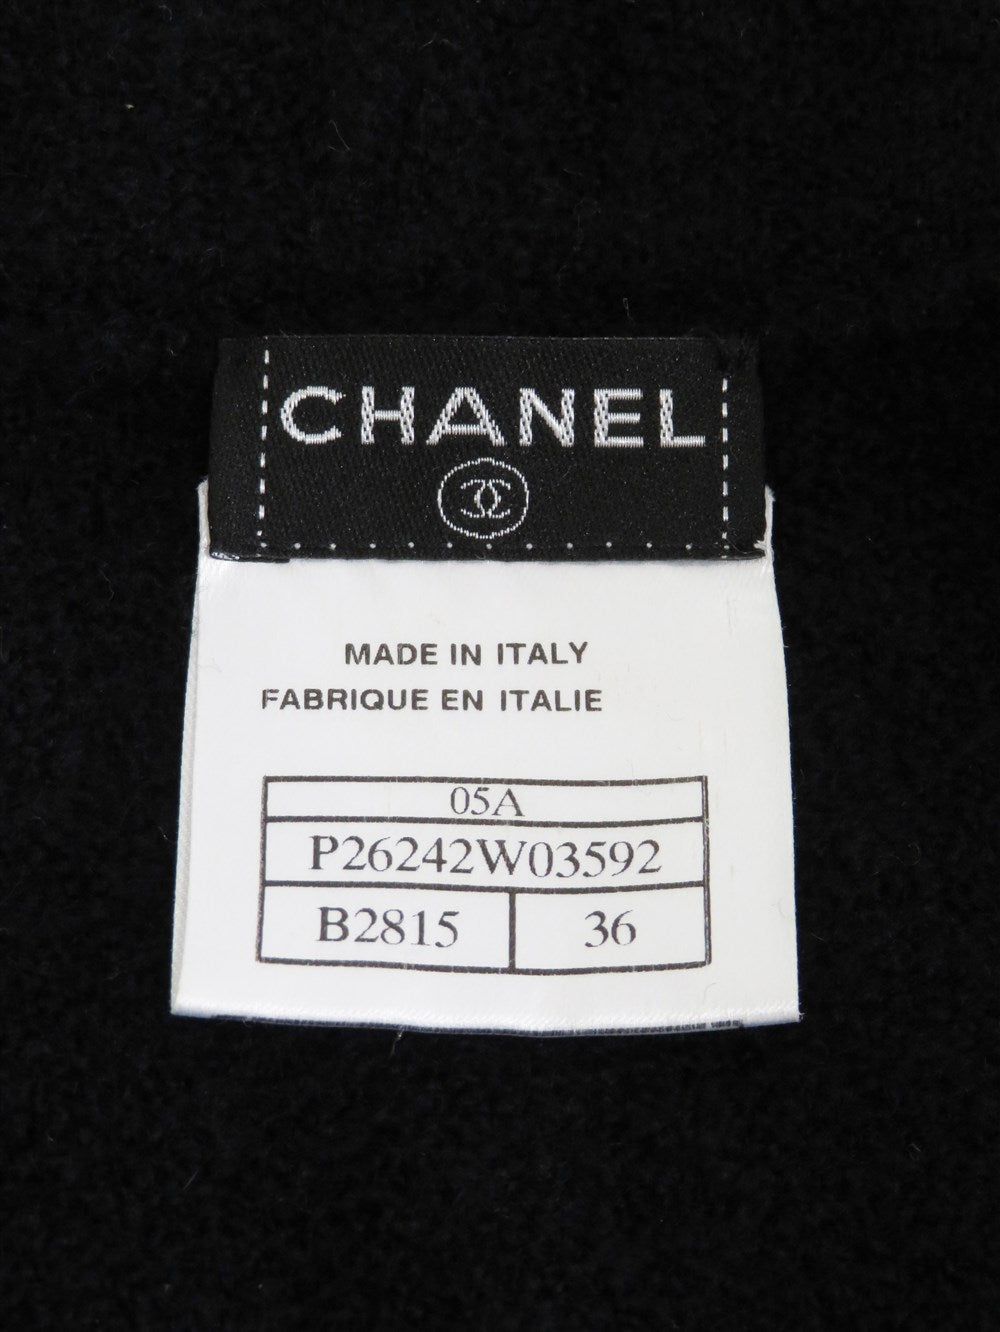 CHANEL
MADE IN ITALY
FABRIQUE EN ITALIE
05A
P26242W03592
B2815 36